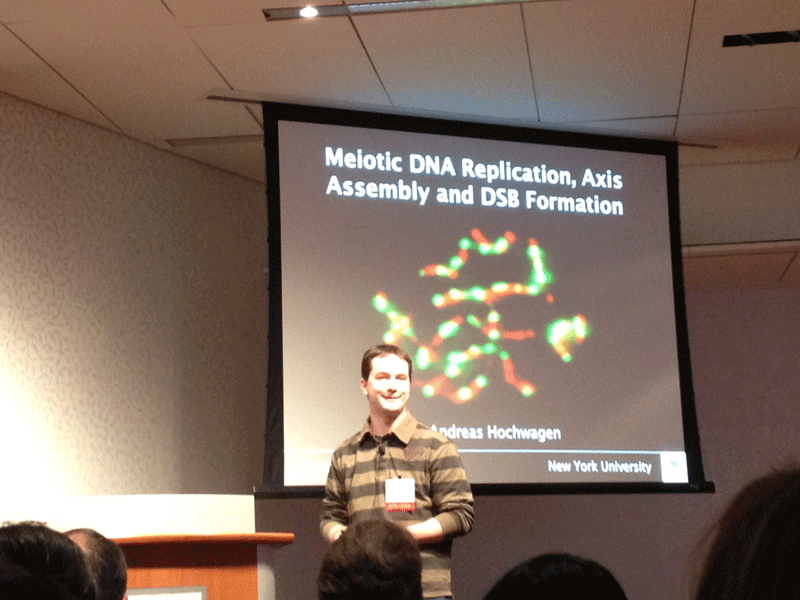 Meiotic DNA Replication, Axis
Assembly and DSB Formation
Andreas Hochwagen
New York University